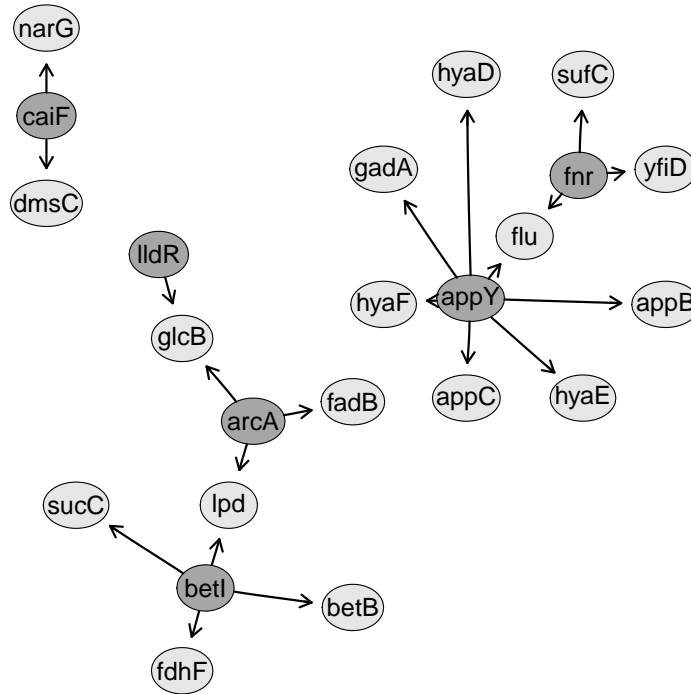 narG
hyaD
sufC
caiF
gadA
fnr
yfiD
dmsC
flu
lldR
hyaF
appY
appB
glcB
appC
hyaE
fadB
arcA
sucC
lpd
betI
betB
fdhF